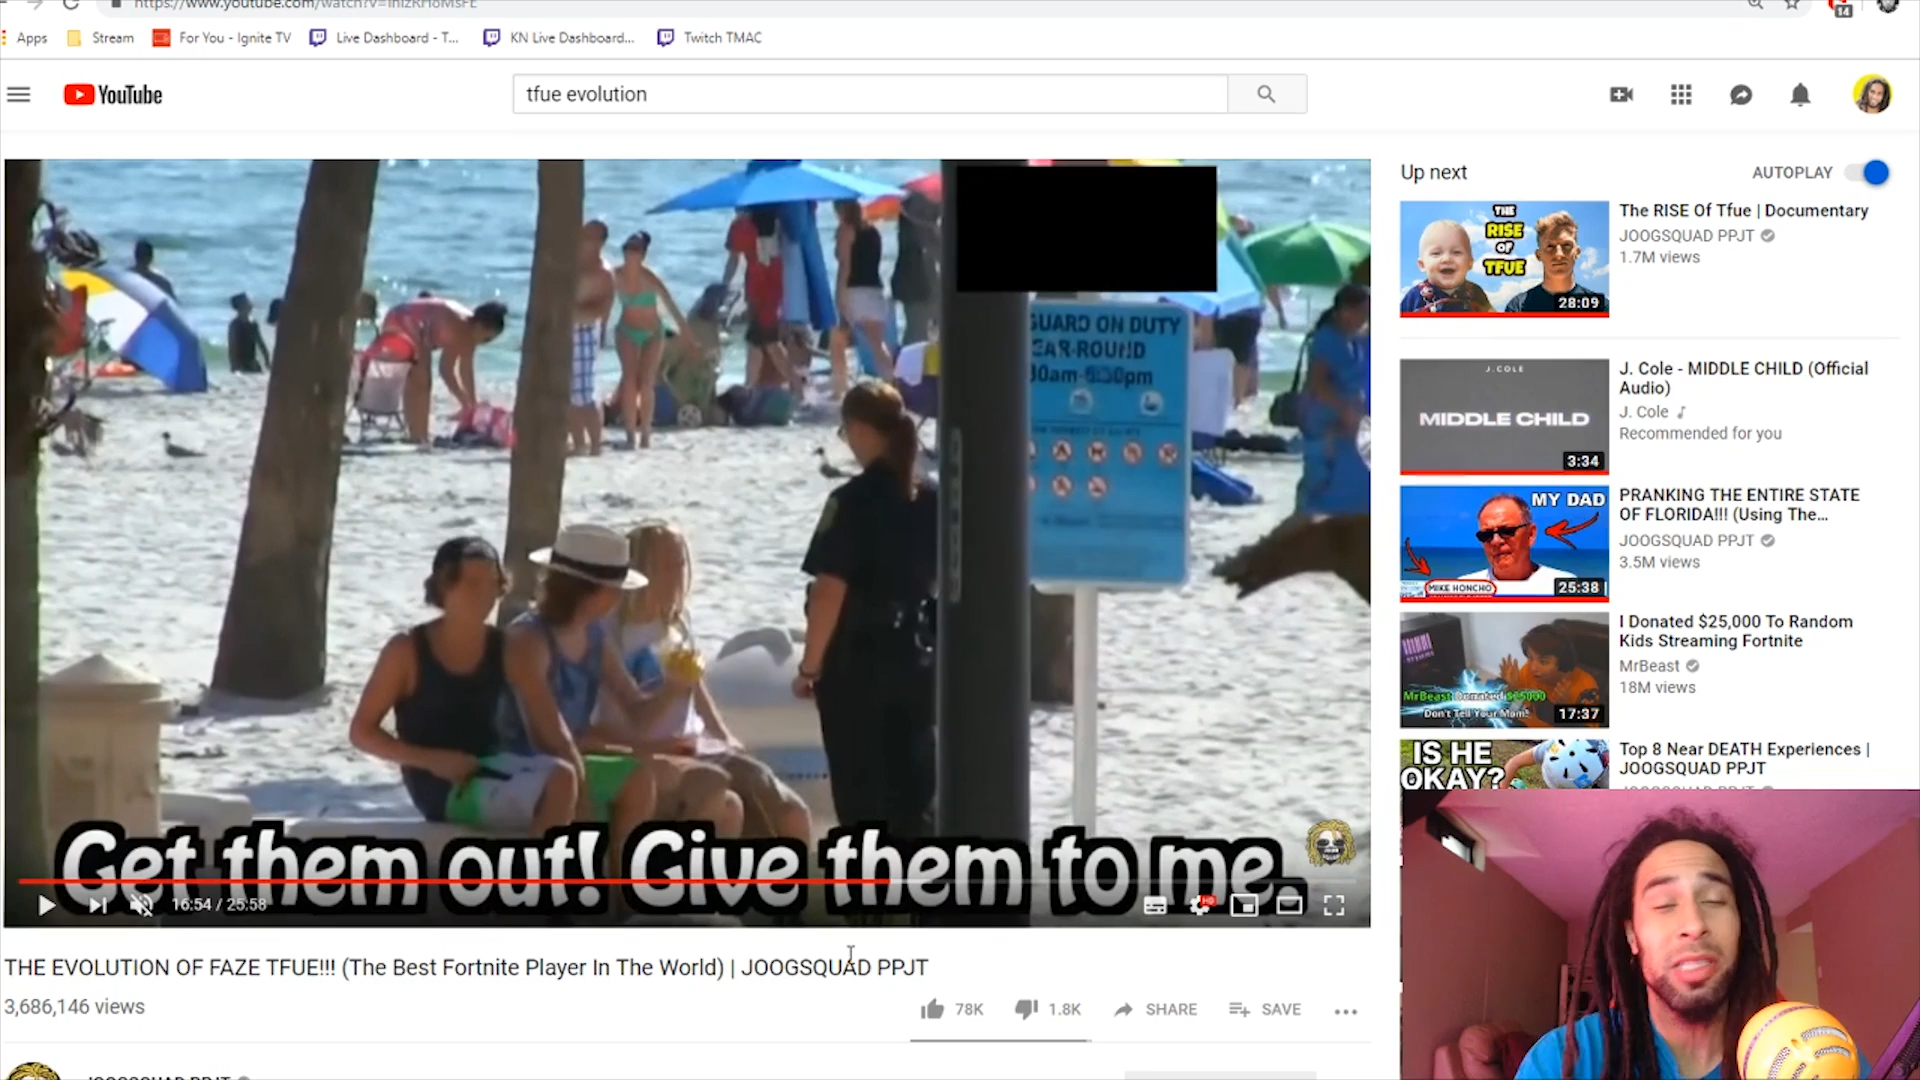 Apps
Stream
For You - Ignite TV
Live Dashboard - T...
KN Live Dashboard...
Twitch TMAC
14
YouTube
tfue evolution
GUARD ON DUTY
EAR-ROUND
Get them out! Give them to me.
16:54 / 25:58
HD
THE EVOLUTION OF FAZE TFUE!!! (The Best Fortnite Player In The World) | JOOGSQUAD PPJT
3,686,146 views
78K
1.8K
SHARE
SAVE
Up next
AUTOPLAY
THE
RISE
OF
TFUE
28:09
The RISE Of Tfue | Documentary
JOOGSQUAD PPJT
1.7M views
J. COLE
MIDDLE CHILD
3:34
J. Cole - MIDDLE CHILD (Official
Audio)
J. Cole
Recommended for you
MY DAD
MIKE HONCHO
25:38
PRANKING THE ENTIRE STATE
OF FLORIDA!!! (Using The...
JOOGSQUAD PPJT
3.5M views
MrBeast Donated $25000
Don't Tell Your Mom!
17:37
I Donated $25,000 To Random
Kids Streaming Fortnite
MrBeast
18M views
IS HE
OKAY?
Top 8 Near DEATH Experiences |
JOOGSQUAD PPJT